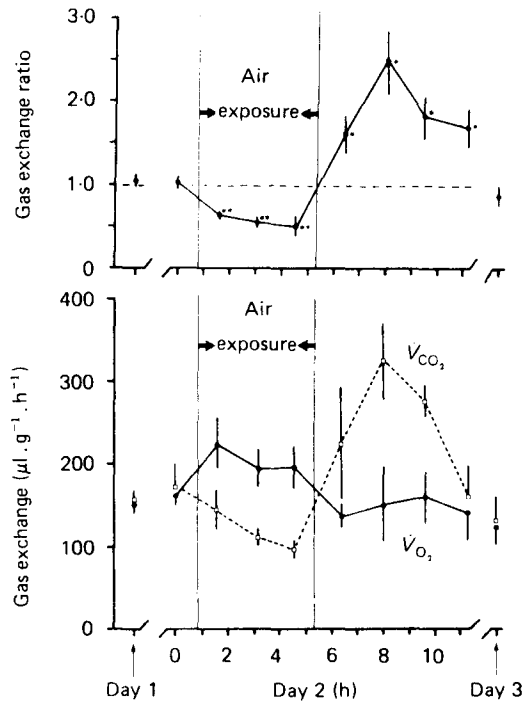 Gas exchange ratio
3·0
2·0
1·0
0
Air
exposure
Gas exchange (μl . g⁻¹ . h⁻¹)
400
300
200
100
0
Air
exposure
V̇CO₂
V̇O₂
0 2 4 6 8 10
Day 1 Day 2 (h) Day 3